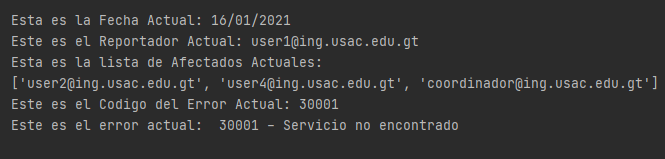 Esta es la Fecha Actual: 16/01/2021
Este es el Reportador Actual: user1@ing.usac.edu.gt
Esta es la lista de Afectados Actuales:
['user2@ing.usac.edu.gt', 'user4@ing.usac.edu.gt', 'coordinador@ing.usac.edu.gt']
Este es el Codigo del Error Actual: 30001
Este es el error actual:  30001 - Servicio no encontrado